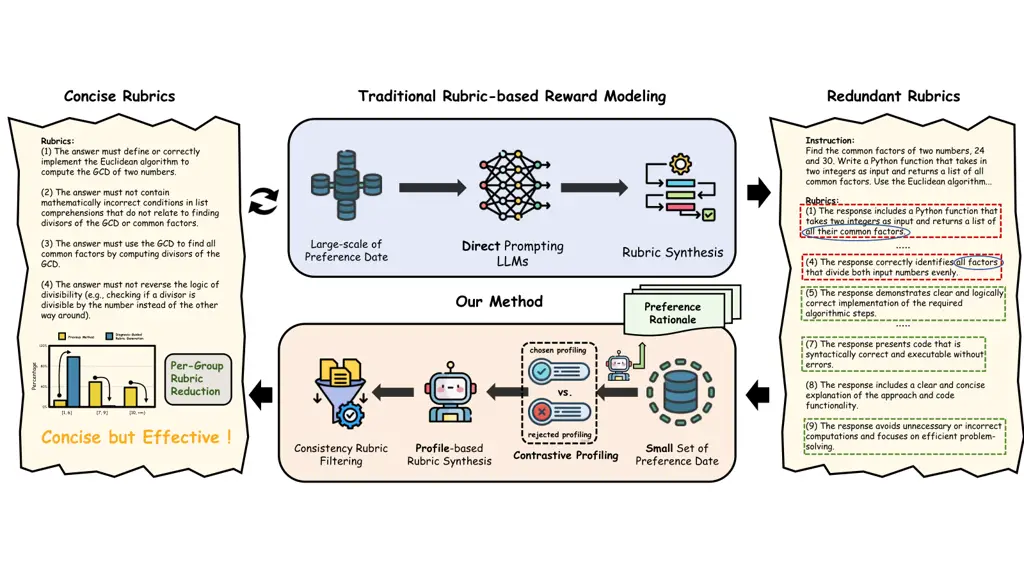 Concise Rubrics
Rubrics:
(1) The answer must define or correctly
implement the Euclidean algorithm to
compute the GCD of two numbers.
(2) The answer must not contain
mathematically incorrect conditions in list
comprehensions that do not relate to finding
divisors of the GCD or common factors.
(3) The answer must use the GCD to find all
common factors by computing divisors of the
GCD.
(4) The answer must not reverse the logic of
divisibility (e.g., checking if a divisor is
divisible by the number instead of the other
way around).
Previous Method
Diagnosis-Guided
Rubric Generation
Percentage
[1, 6]
[7, 9]
[10, +∞)
Per-Group
Rubric
Reduction
Concise but Effective !
Traditional Rubric-based Reward Modeling
Large-scale of
Preference Date
Direct Prompting
LLMs
Rubric Synthesis
Our Method
Preference
Rationale
Consistency Rubric
Filtering
Profile-based
Rubric Synthesis
chosen profiling
vs.
rejected profiling
Contrastive Profiling
Small Set of
Preference Date
Redundant Rubrics
Instruction:
Find the common factors of two numbers, 24
and 30. Write a Python function that takes in
two integers as input and returns a list of all
common factors. Use the Euclidean algorithm...
Rubrics:
(1) The response includes a Python function that
takes two integers as input and returns a list of
all their common factors.
.....
(4) The response correctly identifies all factors
that divide both input numbers evenly.
(5) The response demonstrates clear and logically
correct implementation of the required
algorithmic steps.
.....
(7) The response presents code that is
syntactically correct and executable without
errors.
(8) The response includes a clear and concise
explanation of the approach and code
functionality.
(9) The response avoids unnecessary or incorrect
computations and focuses on efficient problem-
solving.